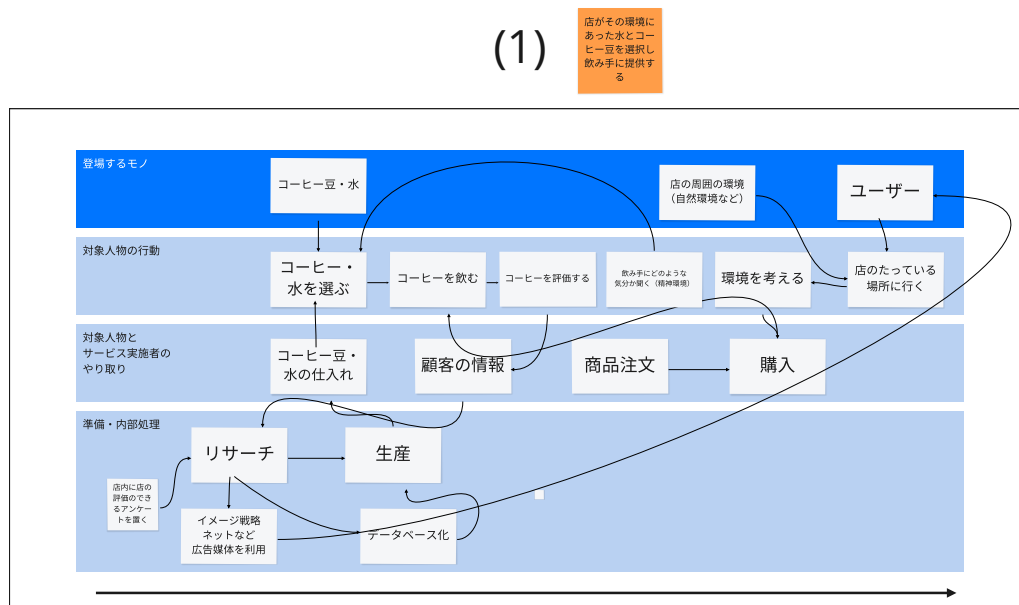 (1)
店がその環境に
あった水とコー
ヒー豆を選択し
飲み手に提供す
る
登場するモノ
コーヒー豆・水
店の周囲の環境
（自然環境など）
ユーザー
対象人物の行動
コーヒー・
水を選ぶ
コーヒーを飲む
コーヒーを評価する
飲み手にどのような
気分か聞く（精神環境）
環境を考える
店のたっている
場所に行く
対象人物と
サービス実施者の
やり取り
コーヒー豆・
水の仕入れ
顧客の情報
商品注文
購入
準備・内部処理
リサーチ
生産
店内に店の
評価のでき
るアンケー
トを置く
イメージ戦略
ネットなど
広告媒体を利用
データベース化